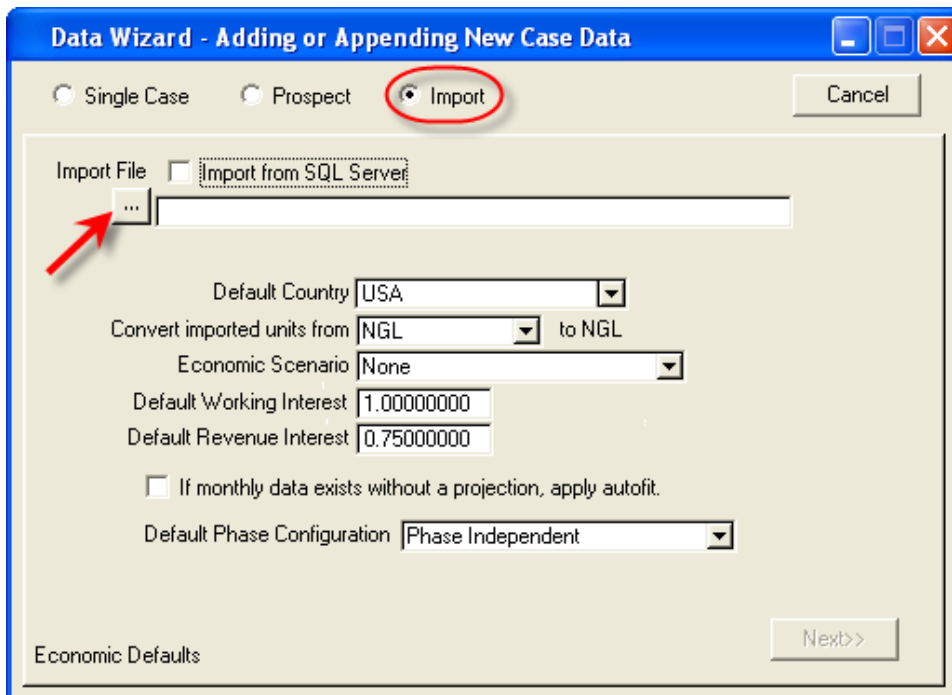 Data Wizard - Adding or Appending New Case Data
Single Case Prospect Import Cancel
Import File Import from SQL Server
...
Default Country USA
Convert imported units from NGL to NGL
Economic Scenario None
Default Working Interest 1.00000000
Default Revenue Interest 0.75000000
If monthly data exists without a projection, apply autofit.
Default Phase Configuration Phase Independent
Next>>
Economic Defaults